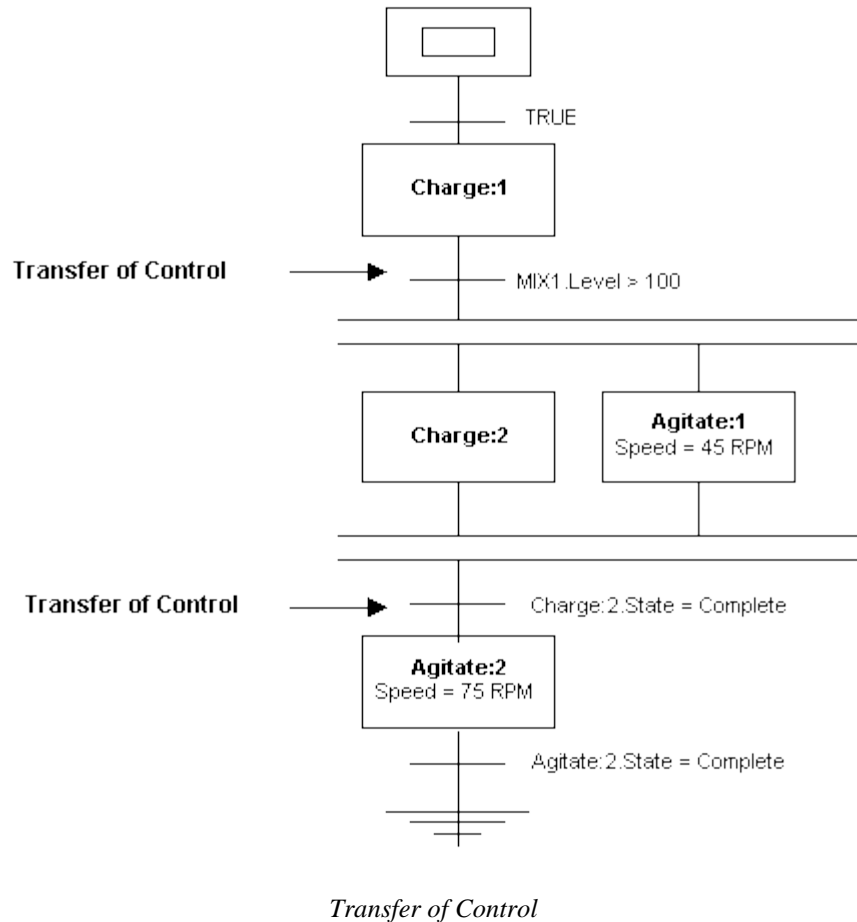 TRUE
Charge:1
Transfer of Control
MIX1.Level > 100
Charge:2
Agitate:1
Speed = 45 RPM
Transfer of Control
Charge:2.State = Complete
Agitate:2
Speed = 75 RPM
Agitate:2.State = Complete
Transfer of Control